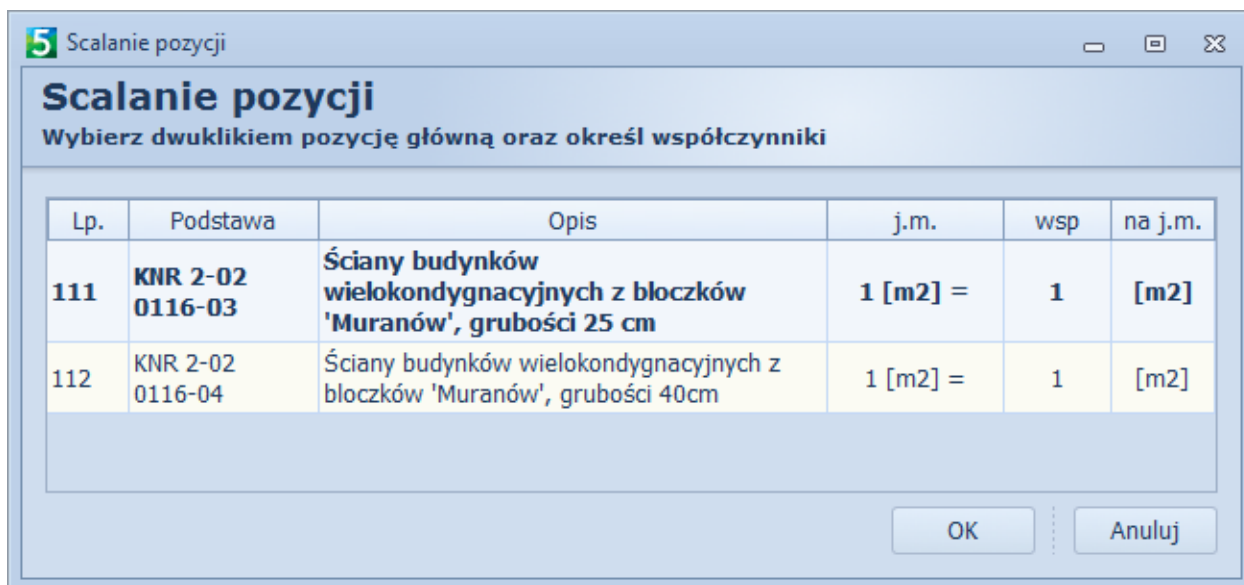 5 Scalanie pozycji
Scalanie pozycji
Wybierz dwuklikiem pozycję główną oraz określ współczynniki
Lp. Podstawa Opis j.m. wsp na j.m.
111 KNR 2-02 0116-03 Ściany budynków wielokondygnacyjnych z bloczków 'Muranów', grubości 25 cm 1 [m2] = 1 [m2]
112 KNR 2-02 0116-04 Ściany budynków wielokondygnacyjnych z bloczków 'Muranów', grubości 40cm 1 [m2] = 1 [m2]
OK Anuluj